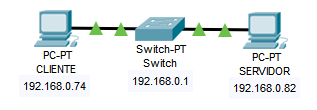 PC-PT
CLIENTE
192.168.0.74
Switch-PT
Switch
192.168.0.1
PC-PT
SERVIDOR
192.168.0.82